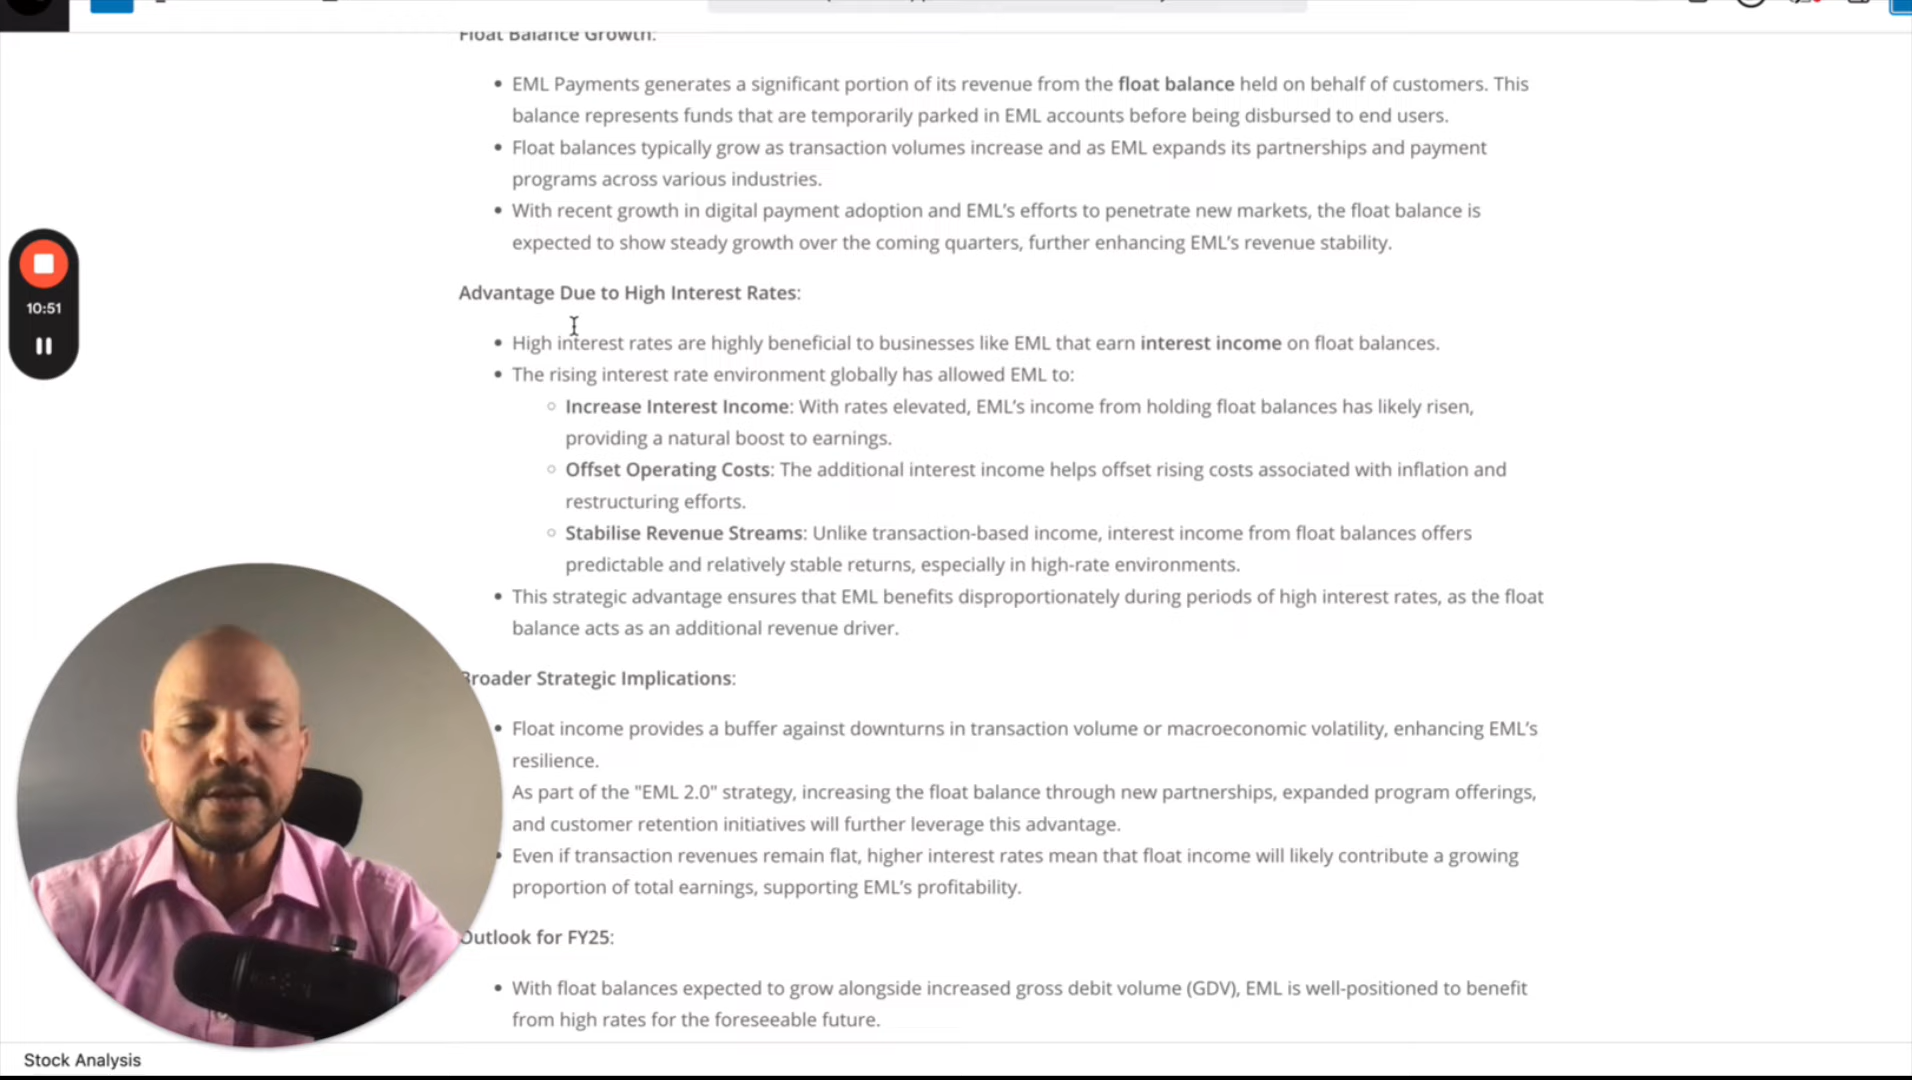 Float Balance Growth:
EML Payments generates a significant portion of its revenue from the float balance held on behalf of customers. This
balance represents funds that are temporarily parked in EML accounts before being disbursed to end users.
Float balances typically grow as transaction volumes increase and as EML expands its partnerships and payment
programs across various industries.
With recent growth in digital payment adoption and EML’s efforts to penetrate new markets, the float balance is
expected to show steady growth over the coming quarters, further enhancing EML’s revenue stability.
Advantage Due to High Interest Rates:
10:51
High interest rates are highly beneficial to businesses like EML that earn interest income on float balances.
The rising interest rate environment globally has allowed EML to:
Increase Interest Income: With rates elevated, EML’s income from holding float balances has likely risen,
providing a natural boost to earnings.
Offset Operating Costs: The additional interest income helps offset rising costs associated with inflation and
restructuring efforts.
Stabilise Revenue Streams: Unlike transaction-based income, interest income from float balances offers
predictable and relatively stable returns, especially in high-rate environments.
This strategic advantage ensures that EML benefits disproportionately during periods of high interest rates, as the float
balance acts as an additional revenue driver.
Broader Strategic Implications:
Float income provides a buffer against downturns in transaction volume or macroeconomic volatility, enhancing EML’s
resilience.
As part of the "EML 2.0" strategy, increasing the float balance through new partnerships, expanded program offerings,
and customer retention initiatives will further leverage this advantage.
Even if transaction revenues remain flat, higher interest rates mean that float income will likely contribute a growing
proportion of total earnings, supporting EML’s profitability.
Outlook for FY25:
With float balances expected to grow alongside increased gross debit volume (GDV), EML is well-positioned to benefit
from high rates for the foreseeable future.
Stock Analysis